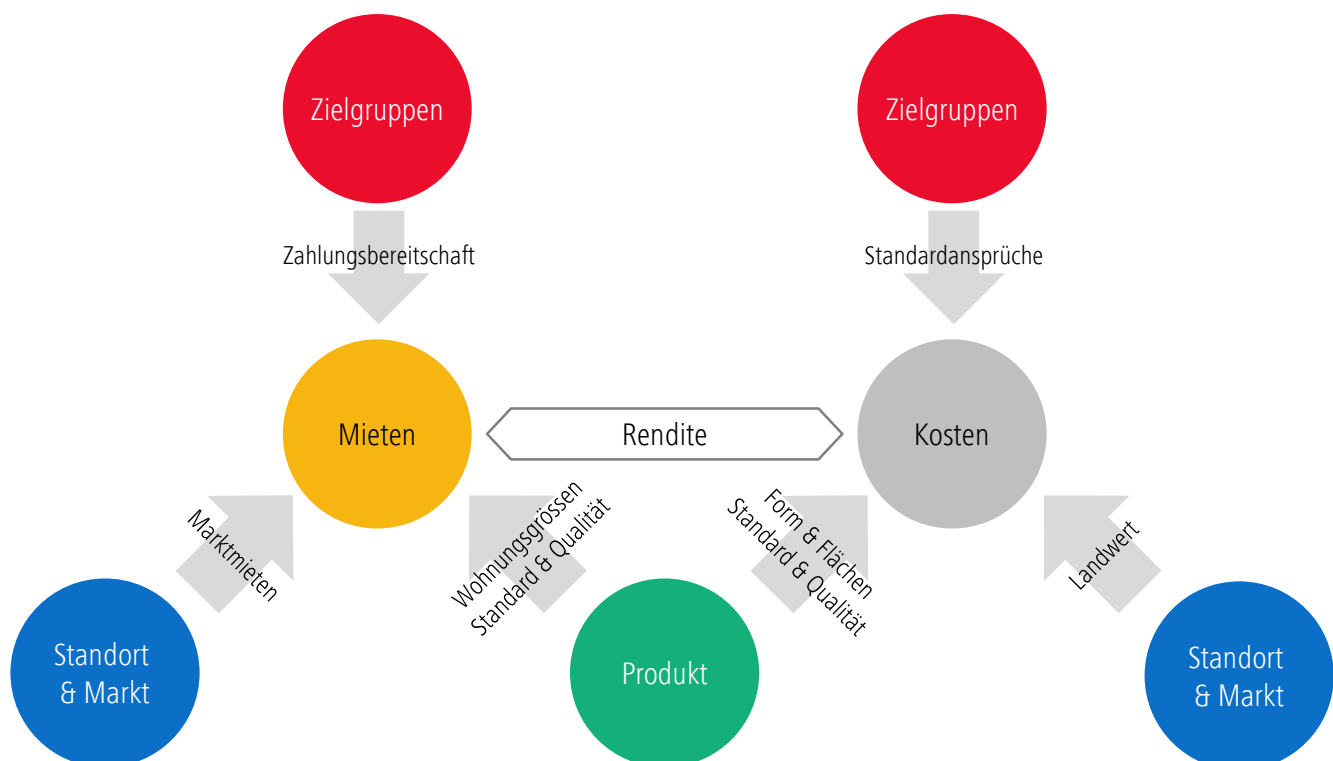 Zielgruppen
Zielgruppen
Zahlungsbereitschaft
Standardansprüche
Mieten
Rendite
Kosten
Marktmieten
Wohnungsgrössen
Standard & Qualität
Form & Flächen
Standard & Qualität
Landwert
Standort
& Markt
Produkt
Standort
& Markt